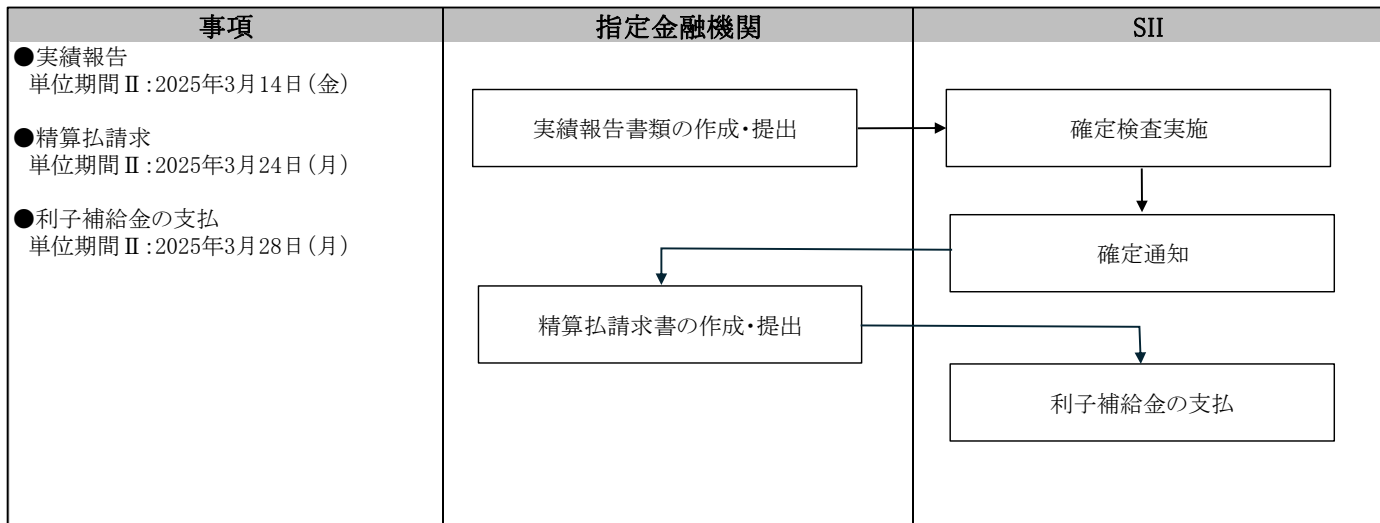 事項
指定金融機関
SII
●実績報告
単位期間Ⅱ:2025年3月14日(金)
●精算払請求
単位期間Ⅱ:2025年3月24日(月)
●利子補給金の支払
単位期間Ⅱ:2025年3月28日(月)
実績報告書類の作成・提出
確定検査実施
確定通知
精算払請求書の作成・提出
利子補給金の支払